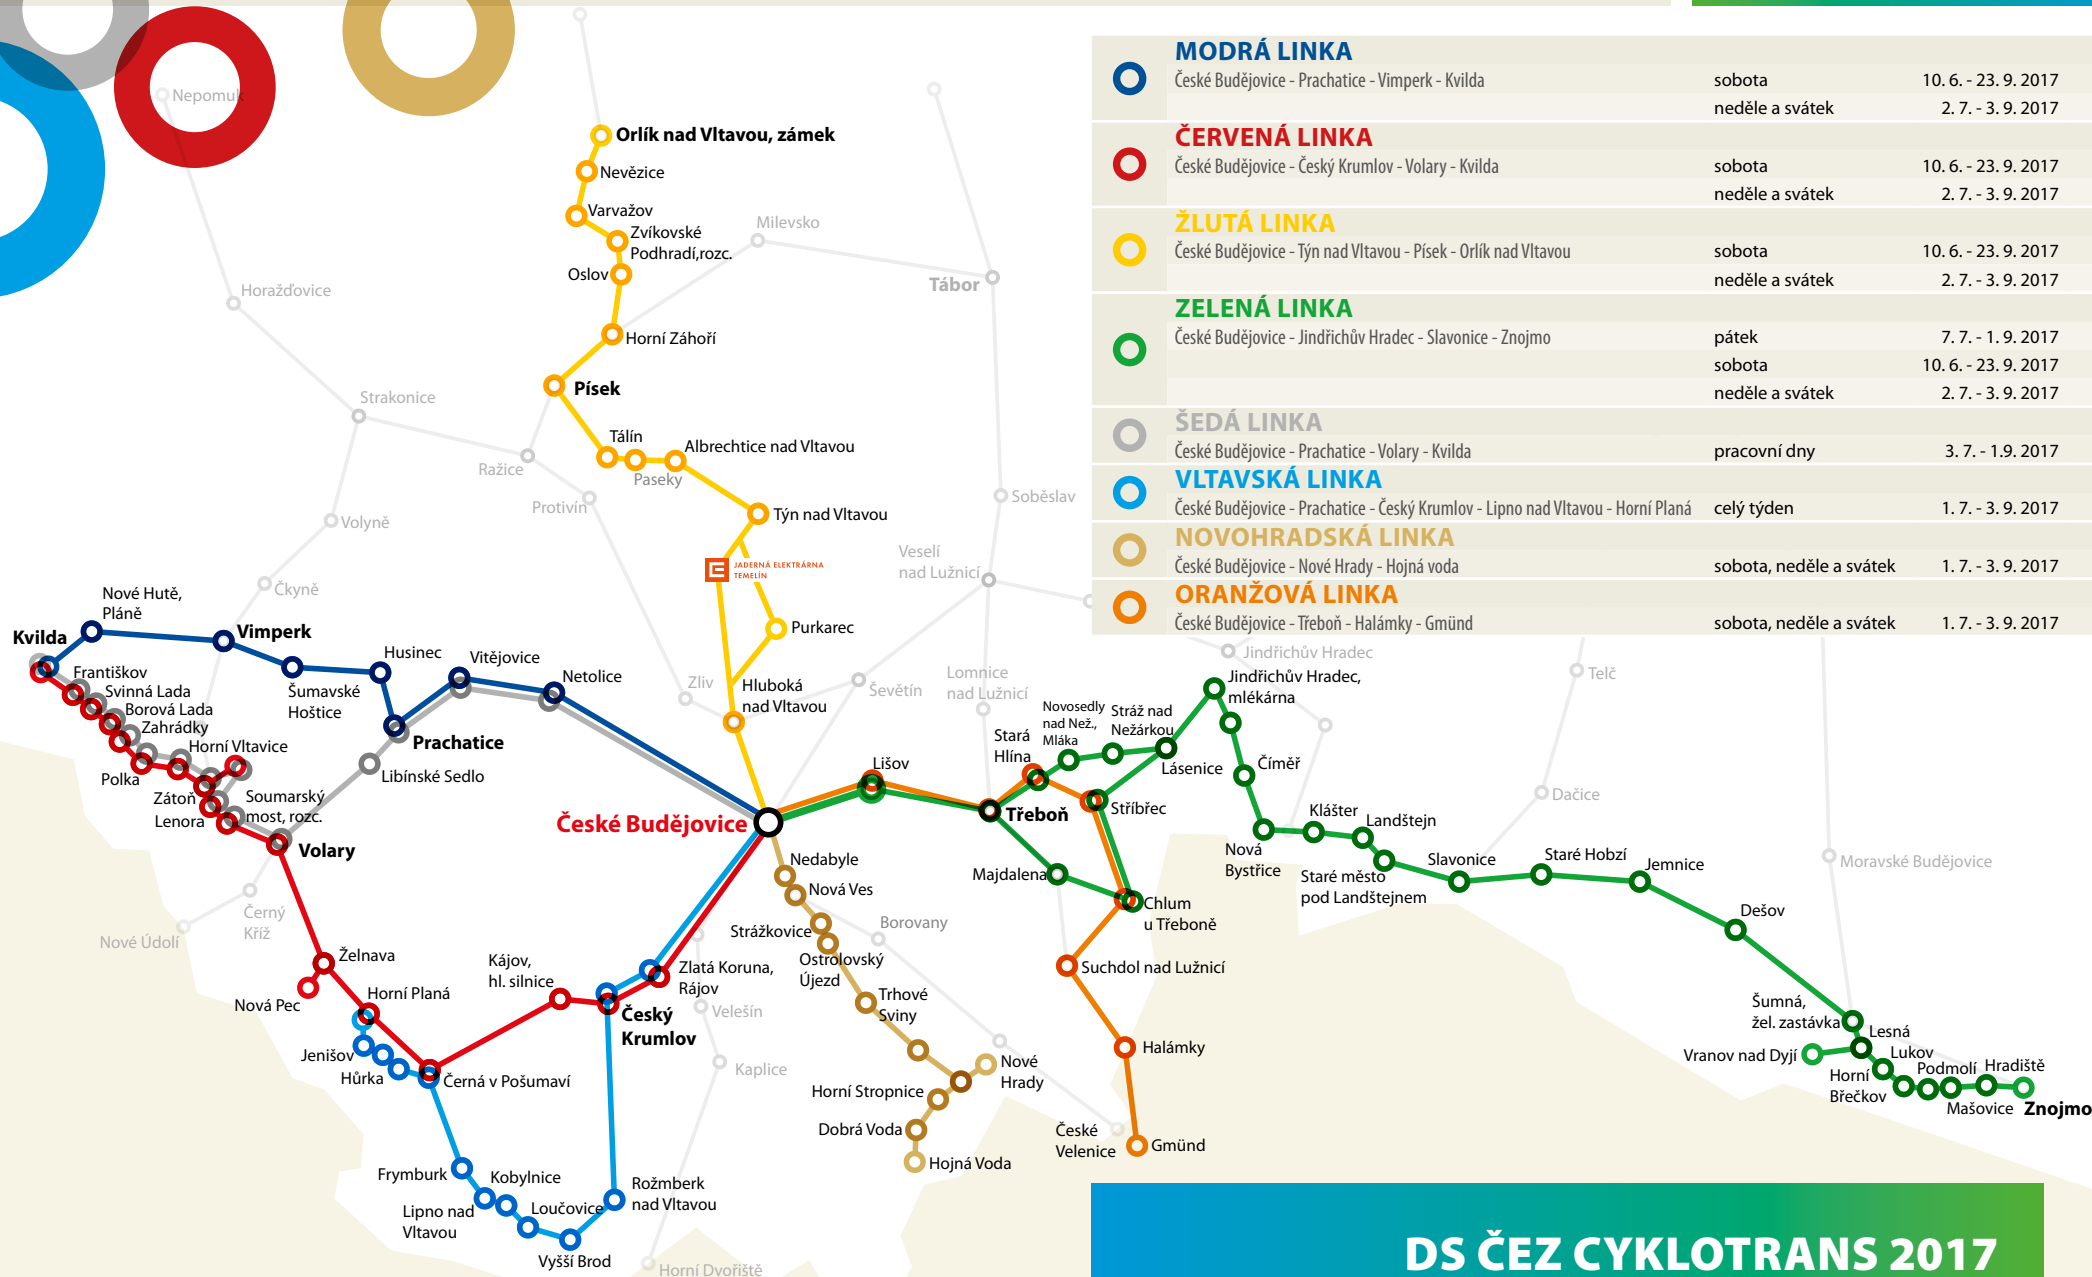 MODRÁ LINKA
České Budějovice - Prachatice - Vimperk - Kvilda sobota 10. 6. - 23. 9. 2017
neděle a svátek 2. 7. - 3. 9. 2017
ČERVENÁ LINKA
České Budějovice - Český Krumlov - Volary - Kvilda sobota 10. 6. - 23. 9. 2017
neděle a svátek 2. 7. - 3. 9. 2017
ŽLUTÁ LINKA
České Budějovice - Týn nad Vltavou - Písek - Orlík nad Vltavou sobota 10. 6. - 23. 9. 2017
neděle a svátek 2. 7. - 3. 9. 2017
ZELENÁ LINKA
České Budějovice - Jindřichův Hradec - Slavonice - Znojmo pátek 7. 7. - 1. 9. 2017
sobota 10. 6. - 23. 9. 2017
neděle a svátek 2. 7. - 3. 9. 2017
ŠEDÁ LINKA
České Budějovice - Prachatice - Volary - Kvilda pracovní dny 3. 7. - 1.9. 2017
VLTAVSKÁ LINKA
České Budějovice - Prachatice - Český Krumlov - Lipno nad Vltavou - Horní Planá celý týden 1. 7. - 3. 9. 2017
NOVOHRADSKÁ LINKA
České Budějovice - Nové Hrady - Hojná voda sobota, neděle a svátek 1. 7. - 3. 9. 2017
ORANŽOVÁ LINKA
České Budějovice - Třeboň - Halámky - Gmünd sobota, neděle a svátek 1. 7. - 3. 9. 2017
Nepomuk
Orlík nad Vltavou, zámek
Nevězice
Varvažov
Zvíkovské
Podhradí,rozc.
Oslov
Milevsko
Tábor
Horažďovice
Horní Záhoří
Písek
Strakonice
Tálín
Albrechtice nad Vltavou
Paseky
Ražice
Protivín
Soběslav
Volyně
Týn nad Vltavou
Veselí
nad Lužnicí
JADERNÁ ELEKTRÁRNA
TEMELÍN
Čkyně
Nové Hutě,
Pláně
Kvilda
Vimperk
Purkarec
Husinec
Vitějovice
Netolice
Františkov
Svinná Lada
Borová Lada
Zahrádky
Horní Vltavice
Polka
Zátoň
Lenora
Soumarský
most, rozc.
Šumavské
Hoštice
Prachatice
Libínské Sedlo
Volary
Zliv
Hluboká
nad Vltavou
Ševětín
Lomnice
nad Lužnicí
České Budějovice
Lišov
Stará
Hlína
Novosedly
nad Než.,
Mláka
Stráž nad
Nežárkou
Lásenice
Třeboň
Stříbřec
Majdalena
Chlum
u Třeboně
Jindřichův Hradec
Jindřichův Hradec,
mlékárna
Telč
Číměř
Dačice
Klášter
Landštejn
Nová
Bystřice
Staré město
pod Landštejnem
Slavonice
Staré Hobzí
Jemnice
Moravské Budějovice
Dešov
Šumná,
žel. zastávka
Lesná
Lukov
Vranov nad Dyjí
Horní
Břečkov
Podmolí
Hradiště
Mašovice
Znojmo
Černý
Kříž
Nové Údolí
Želnava
Nová Pec
Horní Planá
Jenišov
Hůrka
Černá v Pošumaví
Kájov,
hl. silnice
Český
Krumlov
Zlatá Koruna,
Rájov
Velešín
Kaplice
Nedabyle
Nová Ves
Strážkovice
Borovany
Ostrolovský
Újezd
Trhové
Sviny
Nové
Hrady
Horní Stropnice
Dobrá Voda
Hojná Voda
Suchdol nad Lužnicí
Halámky
České
Velenice
Gmünd
Frymburk
Kobylnice
Lipno nad
Vltavou
Loučovice
Vyšší Brod
Rožmberk
nad Vltavou
Horní Dvořiště
DS ČEZ CYKLOTRANS 2017